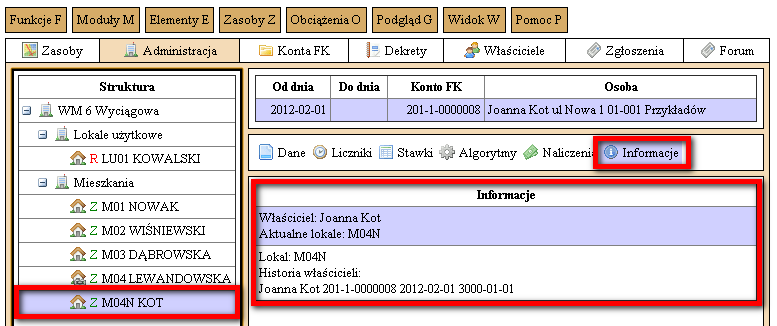 Funkcje F Moduły M Elementy E Zasoby Z Obciążenia O Podgląd G Widok W Pomoc P
Zasoby Administracja Konta FK Dekrety Właściciele Zgłoszenia Forum
Struktura
WM 6 Wyciągowa
Lokale użytkowe
R LU01 KOWALSKI
Mieszkania
Z M01 NOWAK
Z M02 WIŚNIEWSKI
Z M03 DĄBROWSKA
Z M04 LEWANDOWSKA
Z M04N KOT
Od dnia Do dnia Konto FK Osoba
2012-02-01 201-1-0000008 Joanna Kot ul Nowa 1 01-001 Przykładów
Dane Liczniki Stawki Algorytmy Naliczenia Informacje
Informacje
Właściciel: Joanna Kot
Aktualne lokale: M04N
Lokal: M04N
Historia właścicieli:
Joanna Kot 201-1-0000008 2012-02-01 3000-01-01